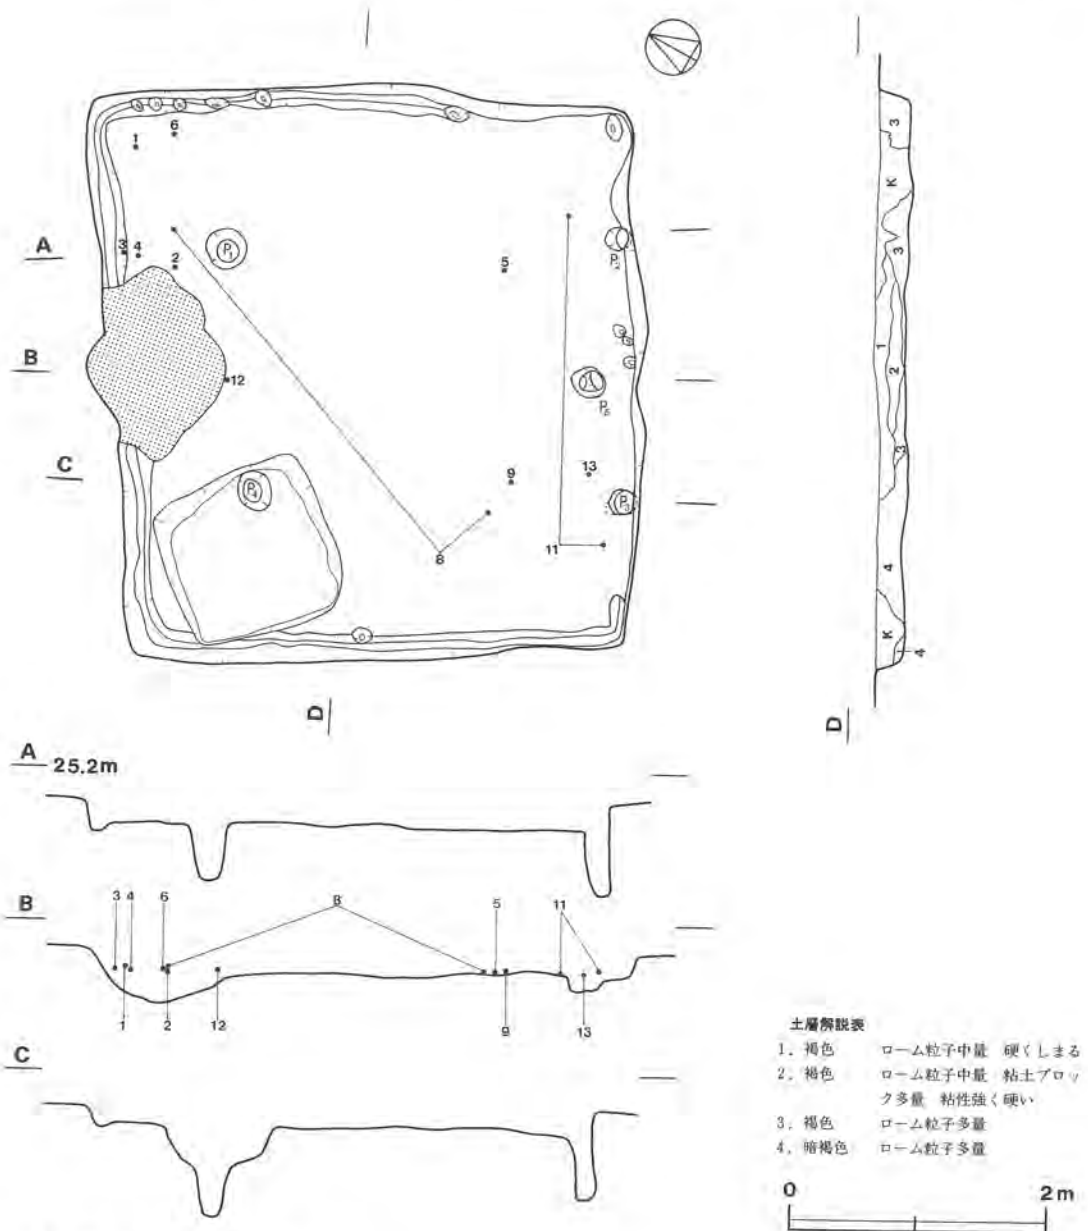 6
1
A
3
4
P1
2
5
B
12
P5
C
P4
9
13
P3
8
11
D
3
K
3
1
2
3
4
K
4
D
A
25.2m
B
3 4 6 8 5 11
1 2 12 9 13
C
土層解説表
1. 褐色 ローム粒子中量 硬くしまる
2. 褐色 ローム粒子中量 粘土ブロッ
ク多量 粘性強く硬い
3. 褐色 ローム粒子多量
4. 暗褐色 ローム粒子多量
0 2m